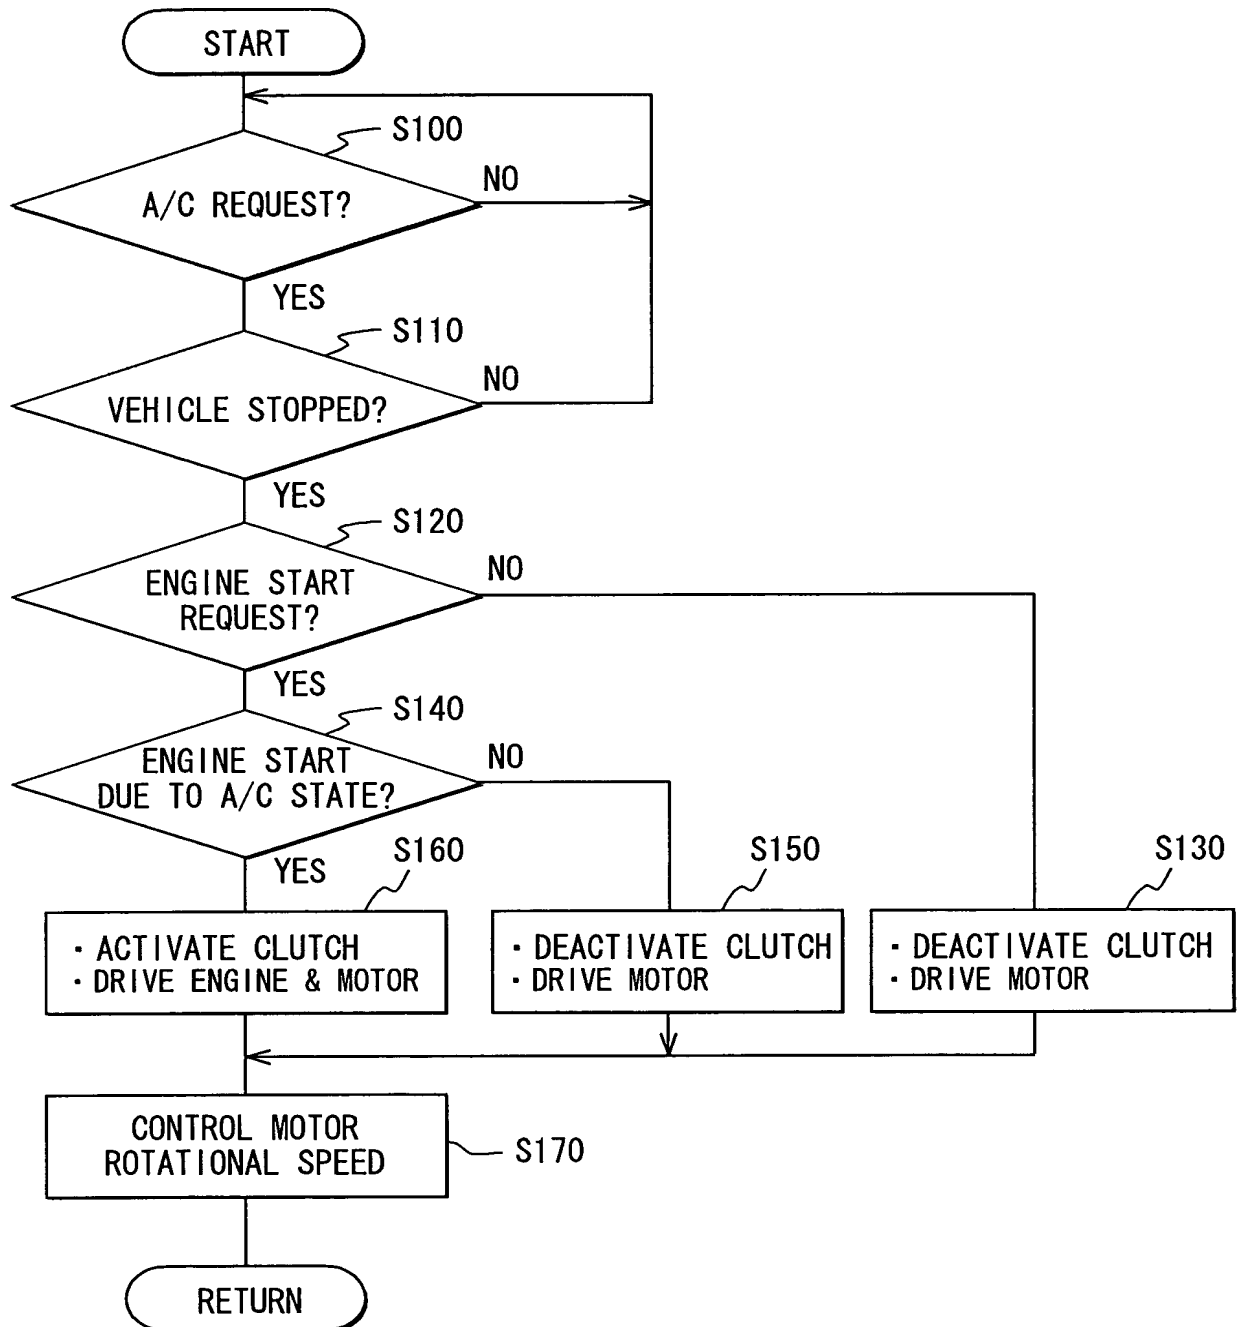 START
S100
A/C REQUEST?
NO
YES
S110
VEHICLE STOPPED?
NO
YES
S120
ENGINE START
REQUEST?
NO
YES
S140
ENGINE START
DUE TO A/C STATE?
NO
YES
S160
S150
S130
・ACTIVATE CLUTCH
・DRIVE ENGINE & MOTOR
・DEACTIVATE CLUTCH
・DRIVE MOTOR
・DEACTIVATE CLUTCH
・DRIVE MOTOR
CONTROL MOTOR
ROTATIONAL SPEED
S170
RETURN